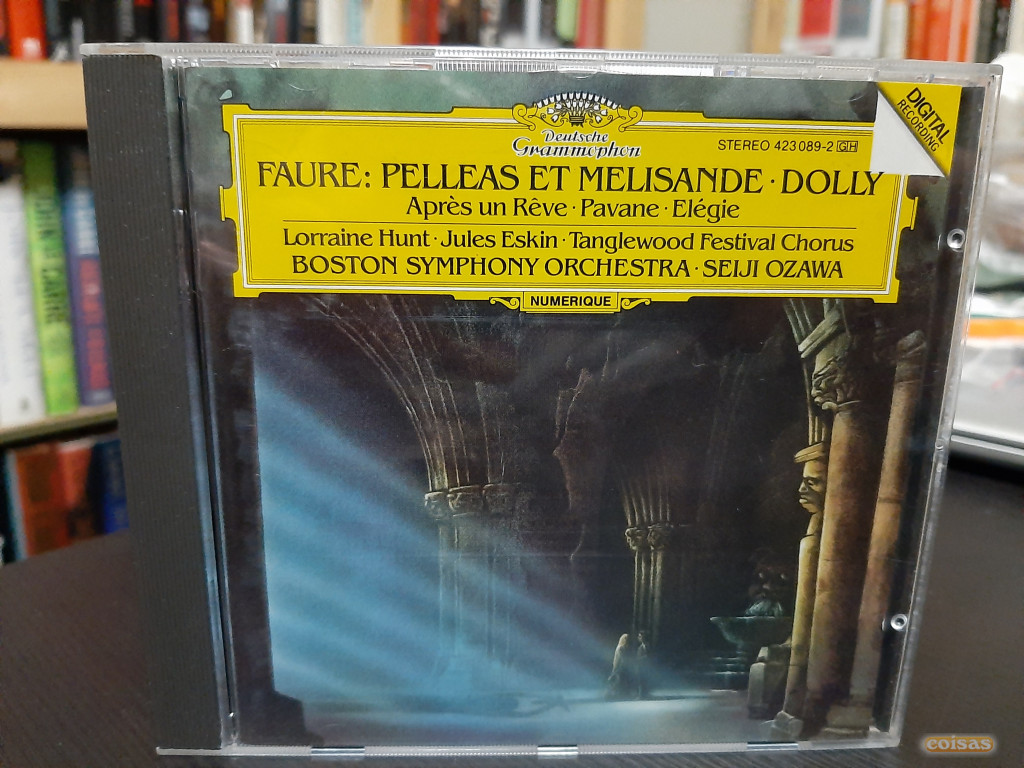 DIGITAL
RECORDING
Deutsche
Grammophon
STEREO 423 089-2 GH
FAURE: PELLEAS ET MELISANDE · DOLLY
Après un Rêve · Pavane · Elégie
Lorraine Hunt · Jules Eskin · Tanglewood Festival Chorus
BOSTON SYMPHONY ORCHESTRA · SEIJI OZAWA
NUMERIQUE
coisas